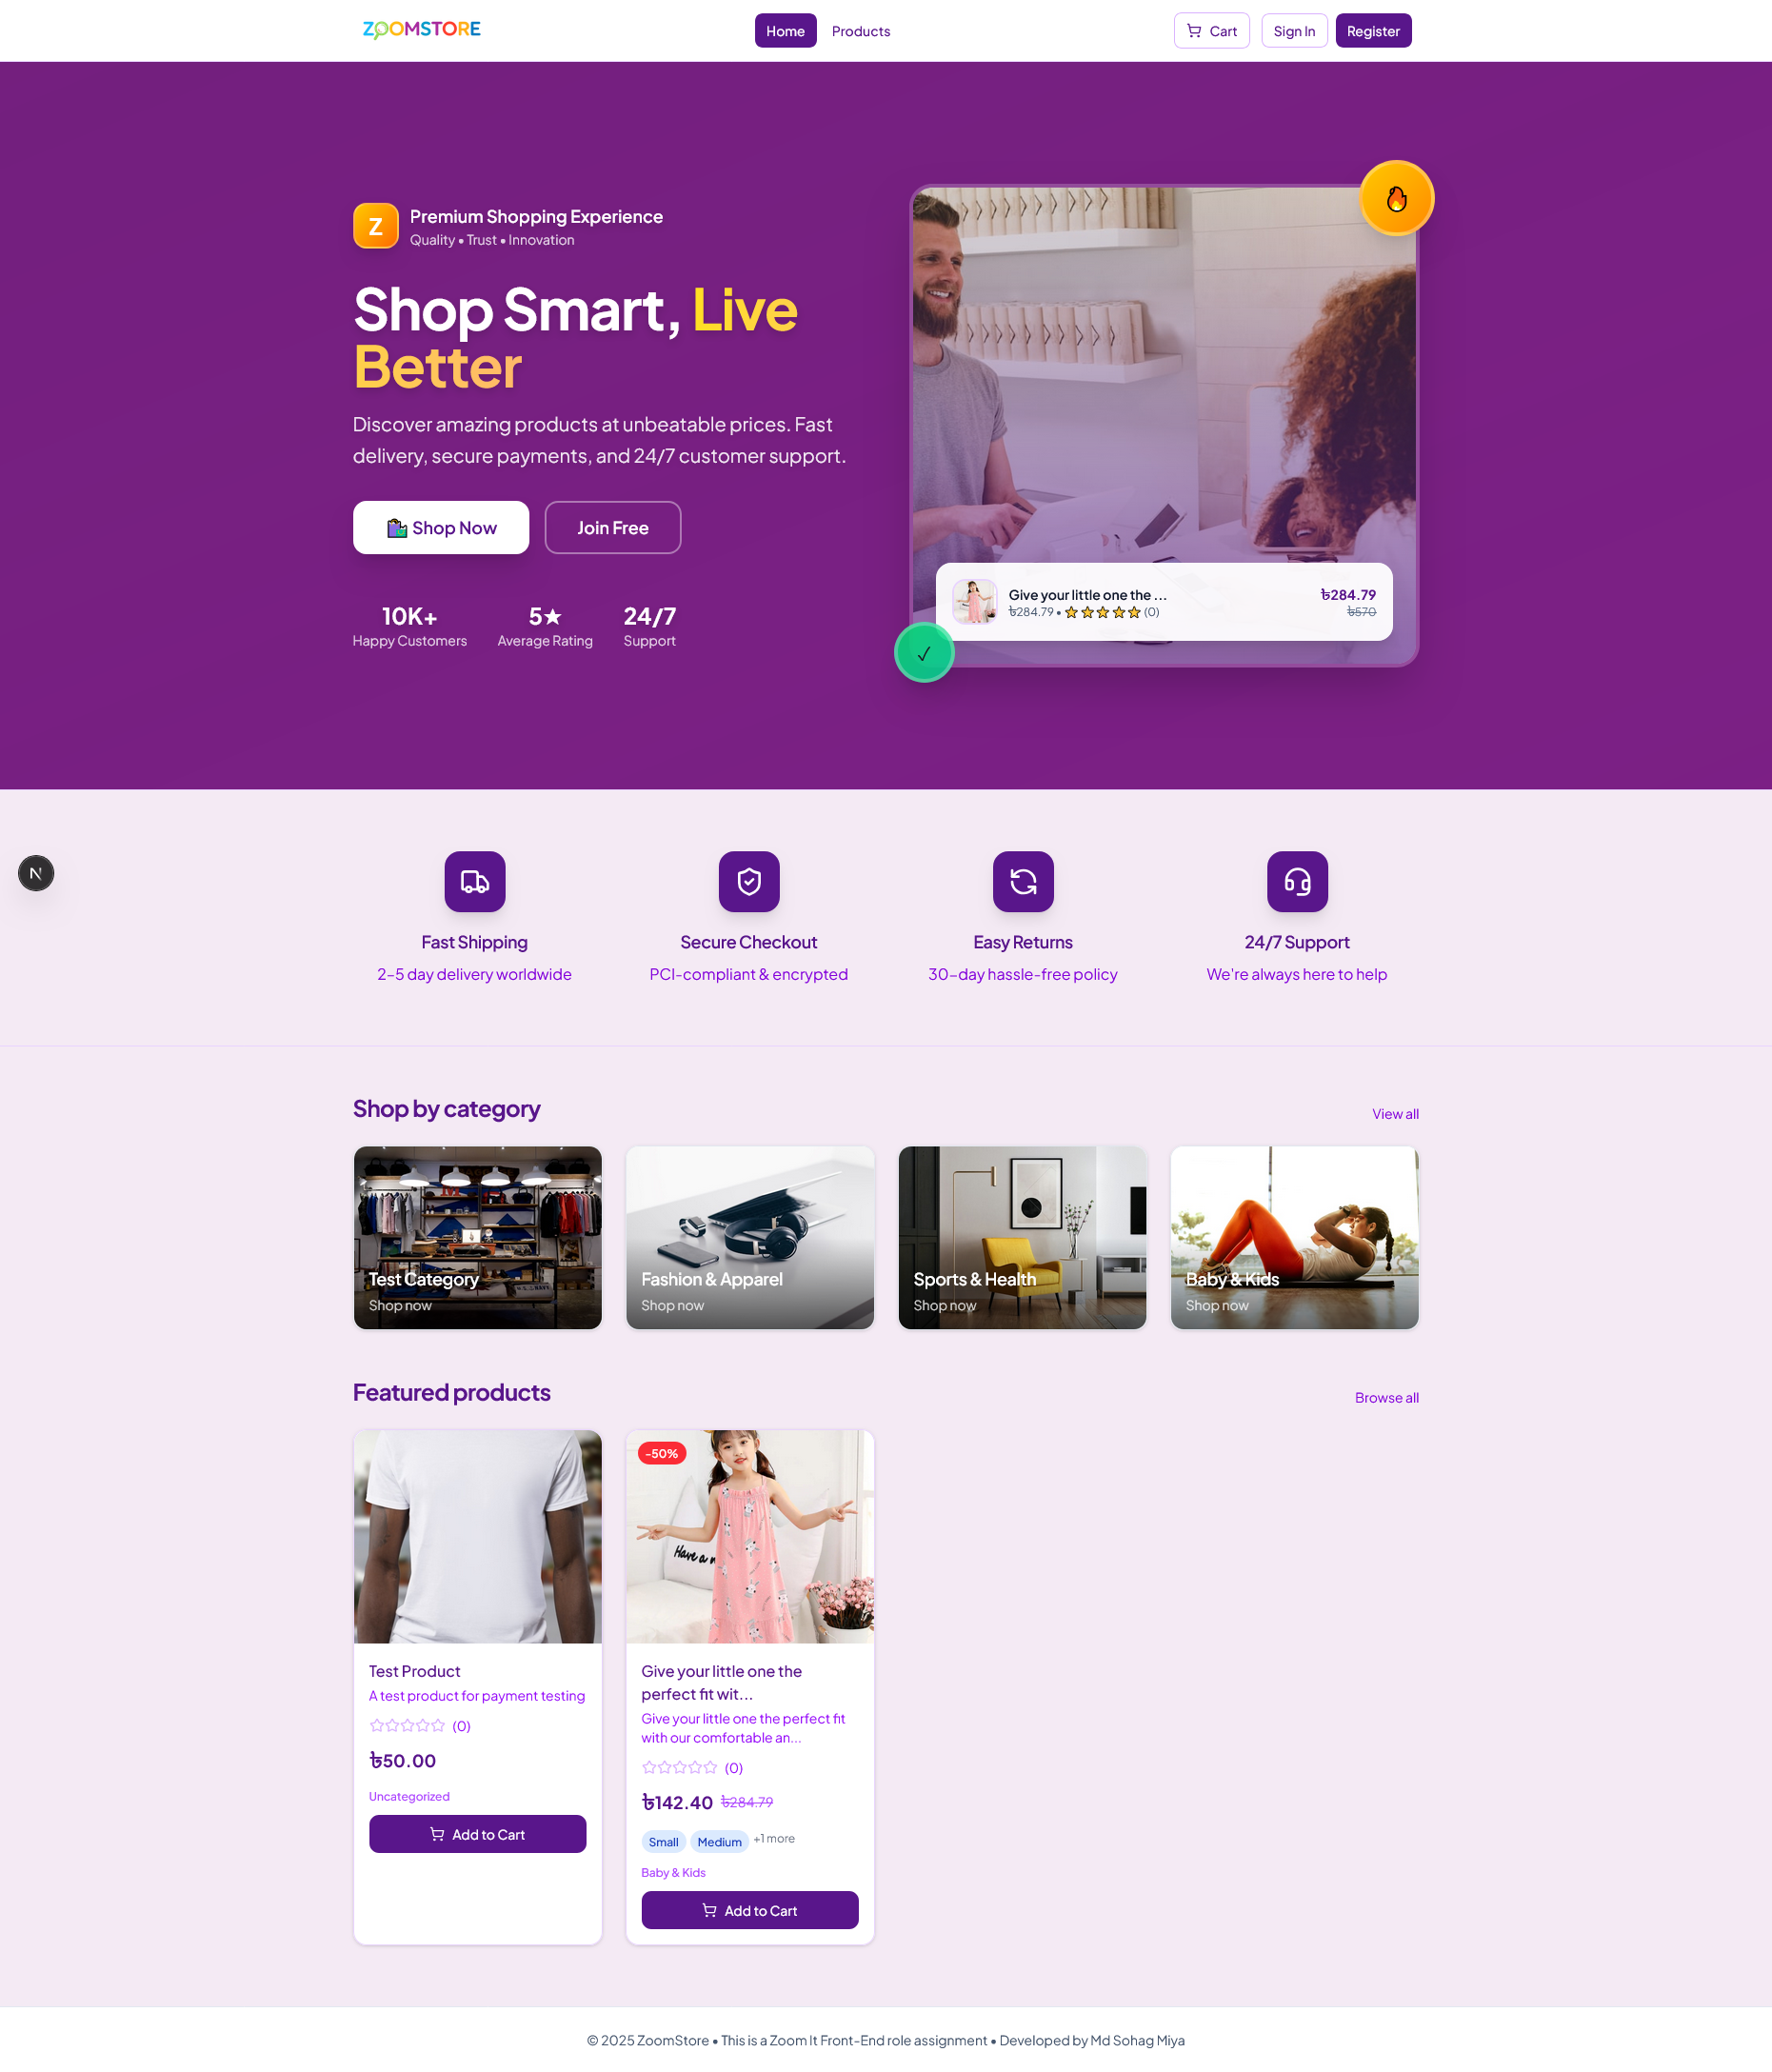 ZOOMSTORE
Home
Products
Cart
Sign In
Register
Z
Premium Shopping Experience
Quality • Trust • Innovation
Shop Smart, Live
Better
Discover amazing products at unbeatable prices. Fast
delivery, secure payments, and 24/7 customer support.
🛍️ Shop Now
Join Free
10K+
Happy Customers
5★
Average Rating
24/7
Support
Give your little one the ...
৳284.79 • ⭐⭐⭐⭐⭐ (0)
৳284.79
৳570
✓
N
Fast Shipping
2–5 day delivery worldwide
Secure Checkout
PCI-compliant & encrypted
Easy Returns
30-day hassle-free policy
24/7 Support
We're always here to help
Shop by category
View all
Test Category
Shop now
Fashion & Apparel
Shop now
Sports & Health
Shop now
Baby & Kids
Shop now
Featured products
Browse all
Test Product
A test product for payment testing
(0)
৳50.00
Uncategorized
Add to Cart
-50%
Have a n
Give your little one the
perfect fit wit...
Give your little one the perfect fit
with our comfortable an...
(0)
৳142.40 ৳284.79
Small
Medium
+1 more
Baby & Kids
Add to Cart
© 2025 ZoomStore • This is a Zoom It Front-End role assignment • Developed by Md Sohag Miya